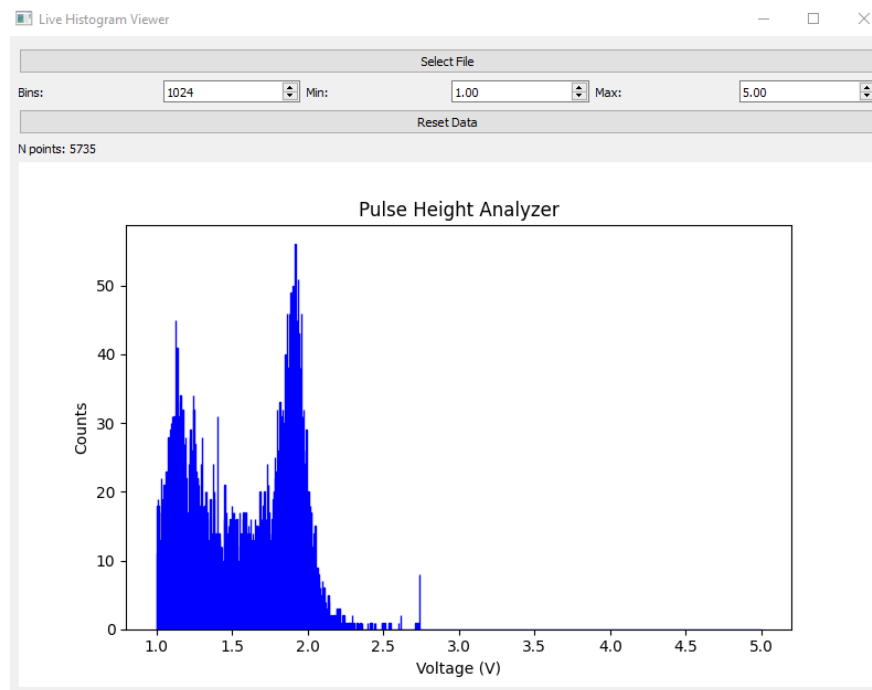 Live Histogram Viewer
Select File
Bins: 1024 Min: 1.00 Max: 5.00
Reset Data
N points: 5735
Pulse Height Analyzer
50
40
30
20
10
0
Counts
1.0 1.5 2.0 2.5 3.0 3.5 4.0 4.5 5.0
Voltage (V)